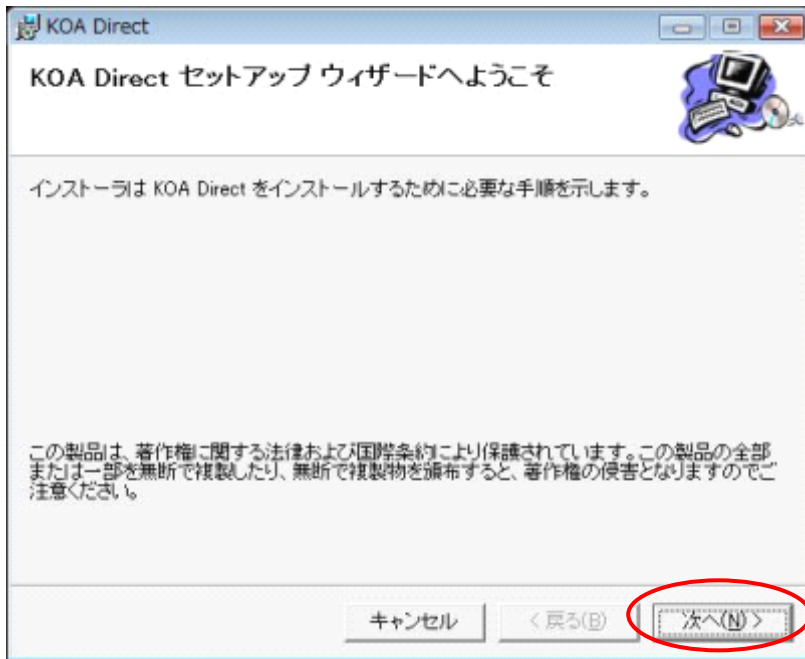 KOA Direct
KOA Direct セットアップ ウィザードへようこそ
インストーラは KOA Direct をインストールするために必要な手順を示します。
この製品は、著作権に関する法律および国際条約により保護されています。この製品の全部
または一部を無断で複製したり、無断で複製物を頒布すると、著作権の侵害となりますのでご
注意ください。
キャンセル
< 戻る(B)
次へ(N) >